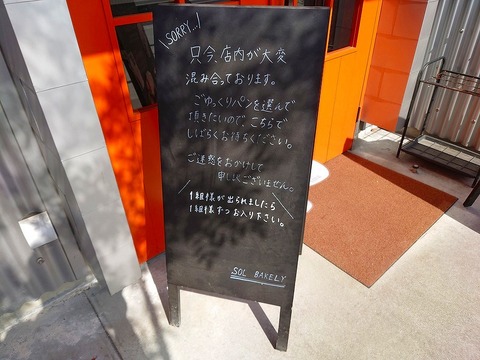 \SORRY..!/
只今、店内が大変
混み合っております。
ごゆっくりパンを選んで
頂きたいので こちらで
しばらくお待ちください。
ご迷惑をおかけして
申しわくございません。
1組様が出られましたら
1組様ずつお入り下さい。
SOL BAKELY